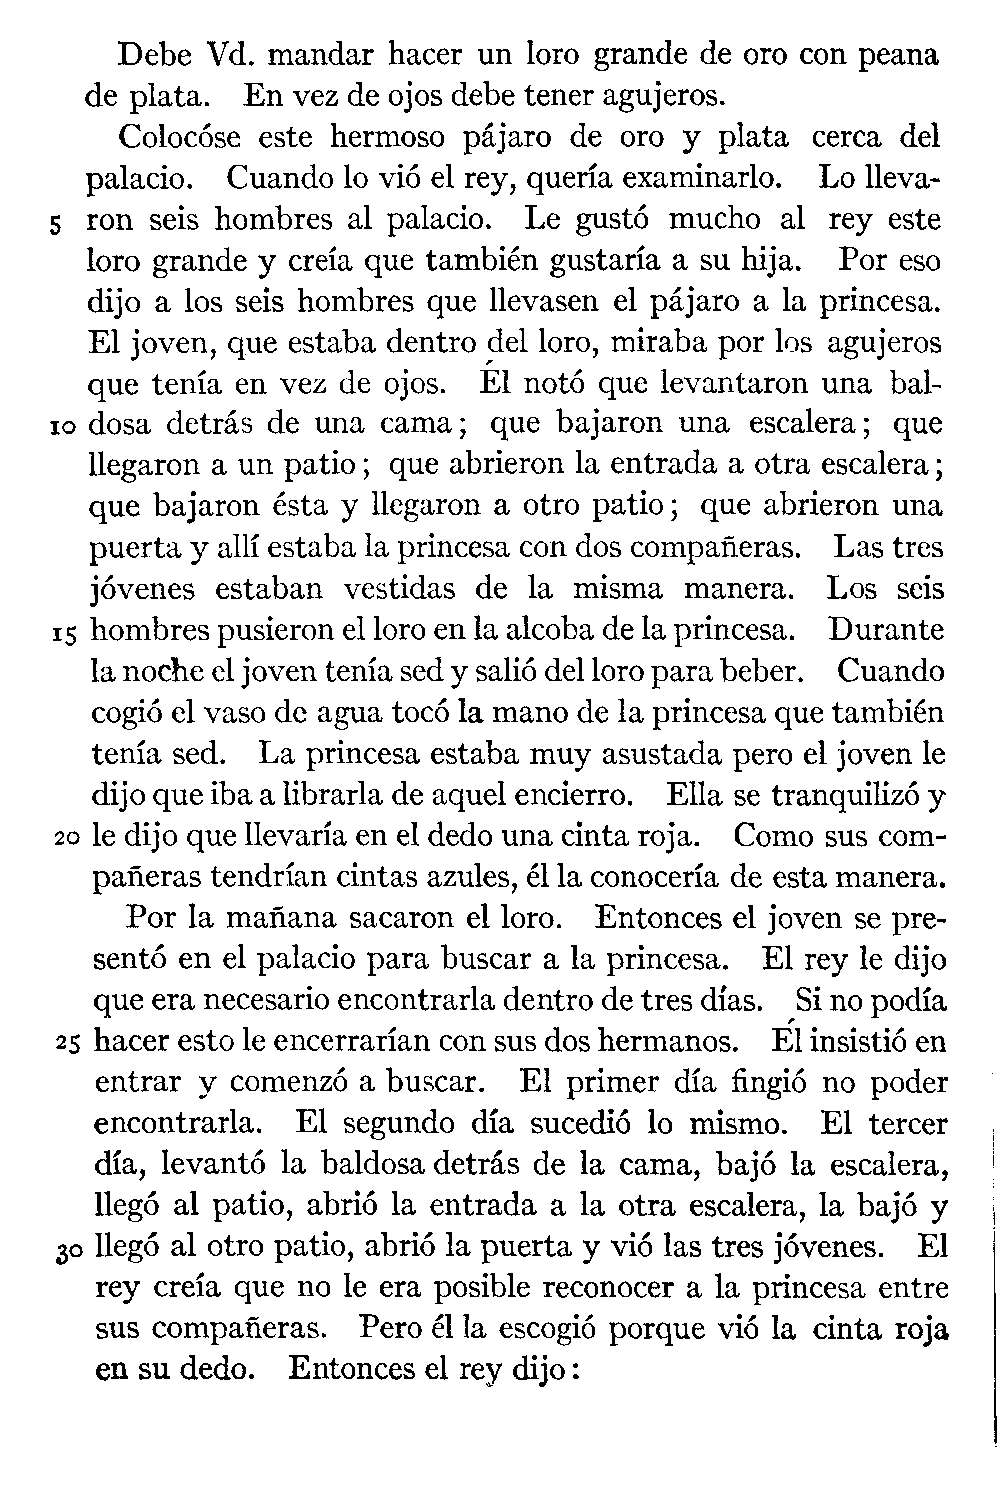 Debe Vd. mandar hacer un loro grande de oro con peana
de plata. En vez de ojos debe tener agujeros.
Colocóse este hermoso pájaro de oro y plata cerca del
palacio. Cuando lo vió el rey, quería examinarlo. Lo lleva-
5 ron seis hombres al palacio. Le gustó mucho al rey este
loro grande y creía que también gustaría a su hija. Por eso
dijo a los seis hombres que llevasen el pájaro a la princesa.
El joven, que estaba dentro del loro, miraba por los agujeros
que tenía en vez de ojos. Él notó que levantaron una bal-
10 dosa detrás de una cama; que bajaron una escalera; que
llegaron a un patio; que abrieron la entrada a otra escalera;
que bajaron ésta y llegaron a otro patio; que abrieron una
puerta y allí estaba la princesa con dos compañeras. Las tres
jóvenes estaban vestidas de la misma manera. Los seis
15 hombres pusieron el loro en la alcoba de la princesa. Durante
la noche el joven tenía sed y salió del loro para beber. Cuando
cogió el vaso de agua tocó la mano de la princesa que también
tenía sed. La princesa estaba muy asustada pero el joven le
dijo que iba a librarla de aquel encierro. Ella se tranquilizó y
20 le dijo que llevaría en el dedo una cinta roja. Como sus com-
pañeras tendrían cintas azules, él la conocería de esta manera.
Por la mañana sacaron el loro. Entonces el joven se pre-
sentó en el palacio para buscar a la princesa. El rey le dijo
que era necesario encontrarla dentro de tres días. Si no podía
25 hacer esto le encerrarían con sus dos hermanos. Él insistió en
entrar y comenzó a buscar. El primer día fingió no poder
encontrarla. El segundo día sucedió lo mismo. El tercer
día, levantó la baldosa detrás de la cama, bajó la escalera,
llegó al patio, abrió la entrada a la otra escalera, la bajó y
30 llegó al otro patio, abrió la puerta y vió las tres jóvenes. El
rey creía que no le era posible reconocer a la princesa entre
sus compañeras. Pero él la escogió porque vió la cinta roja
en su dedo. Entonces el rey dijo: